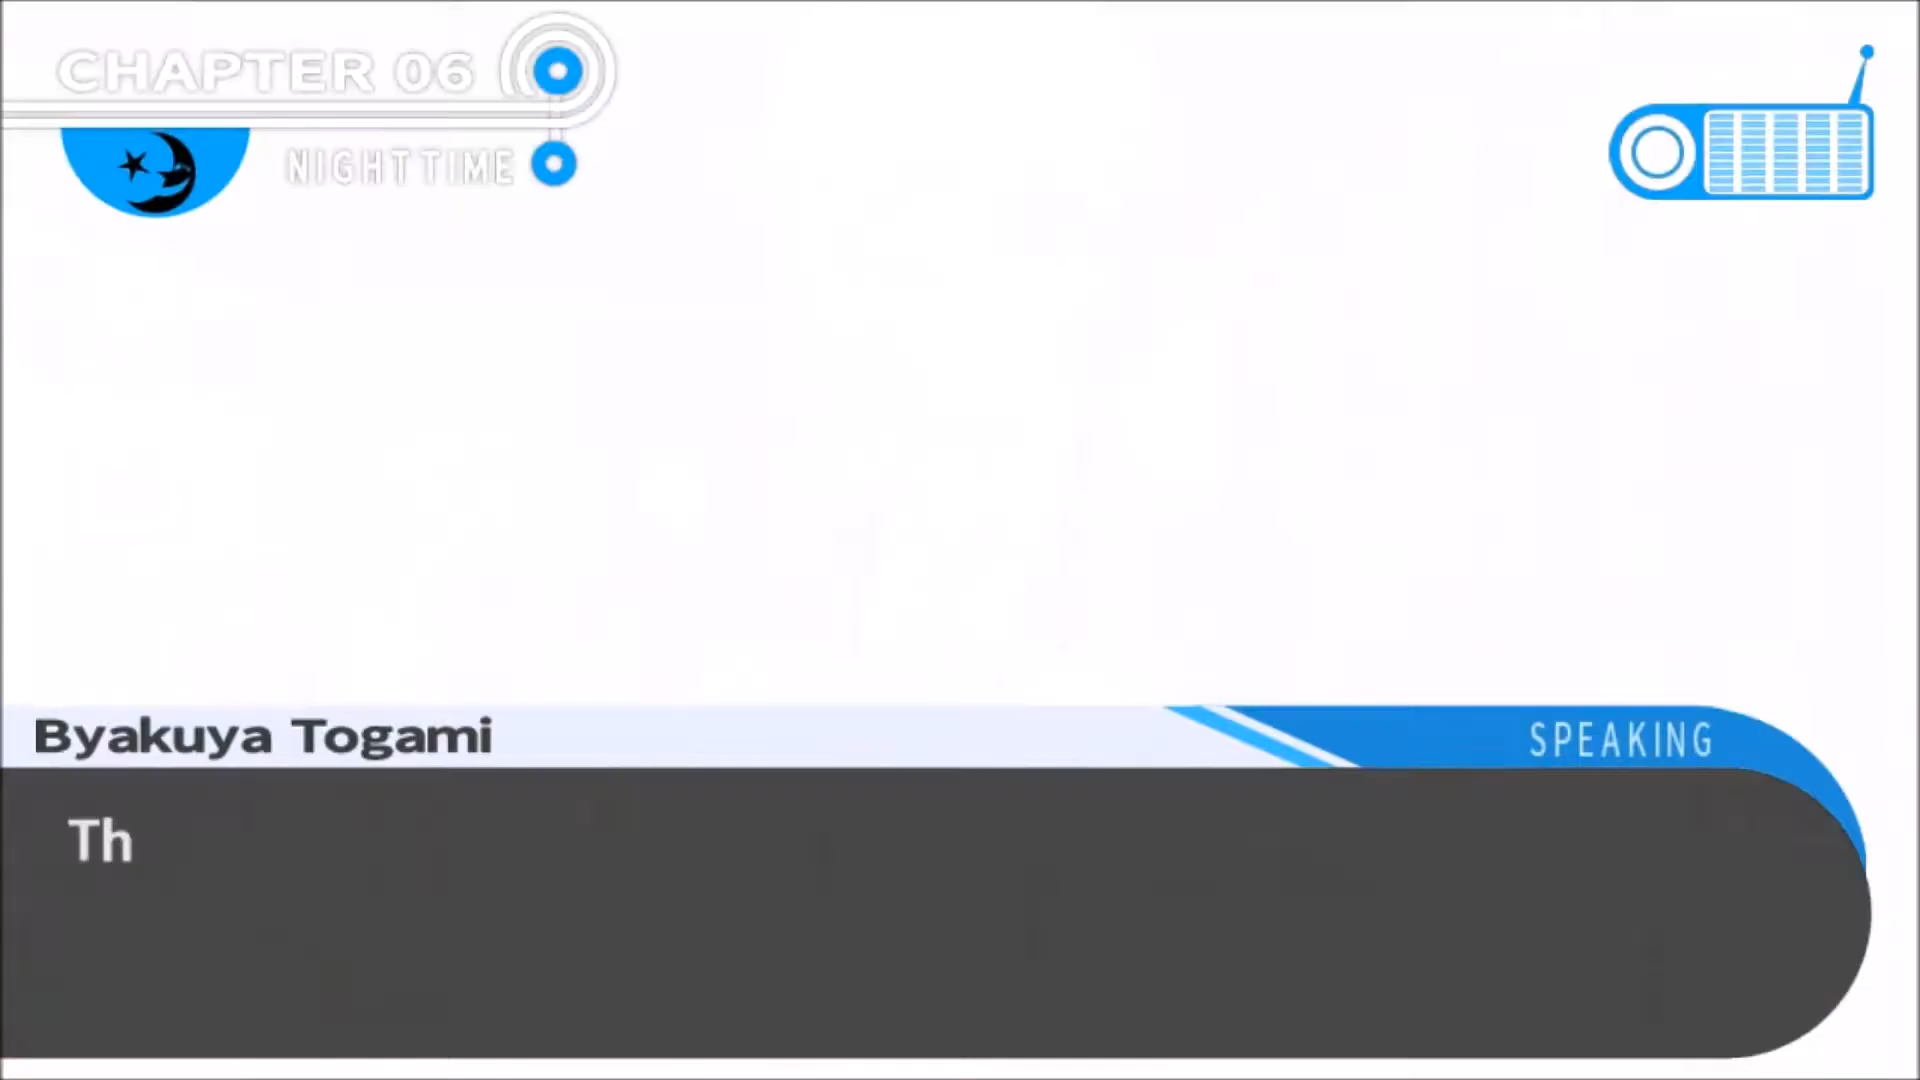 CHAPTER 06
NIGHTTIME
Byakuya Togami
SPEAKING
Th